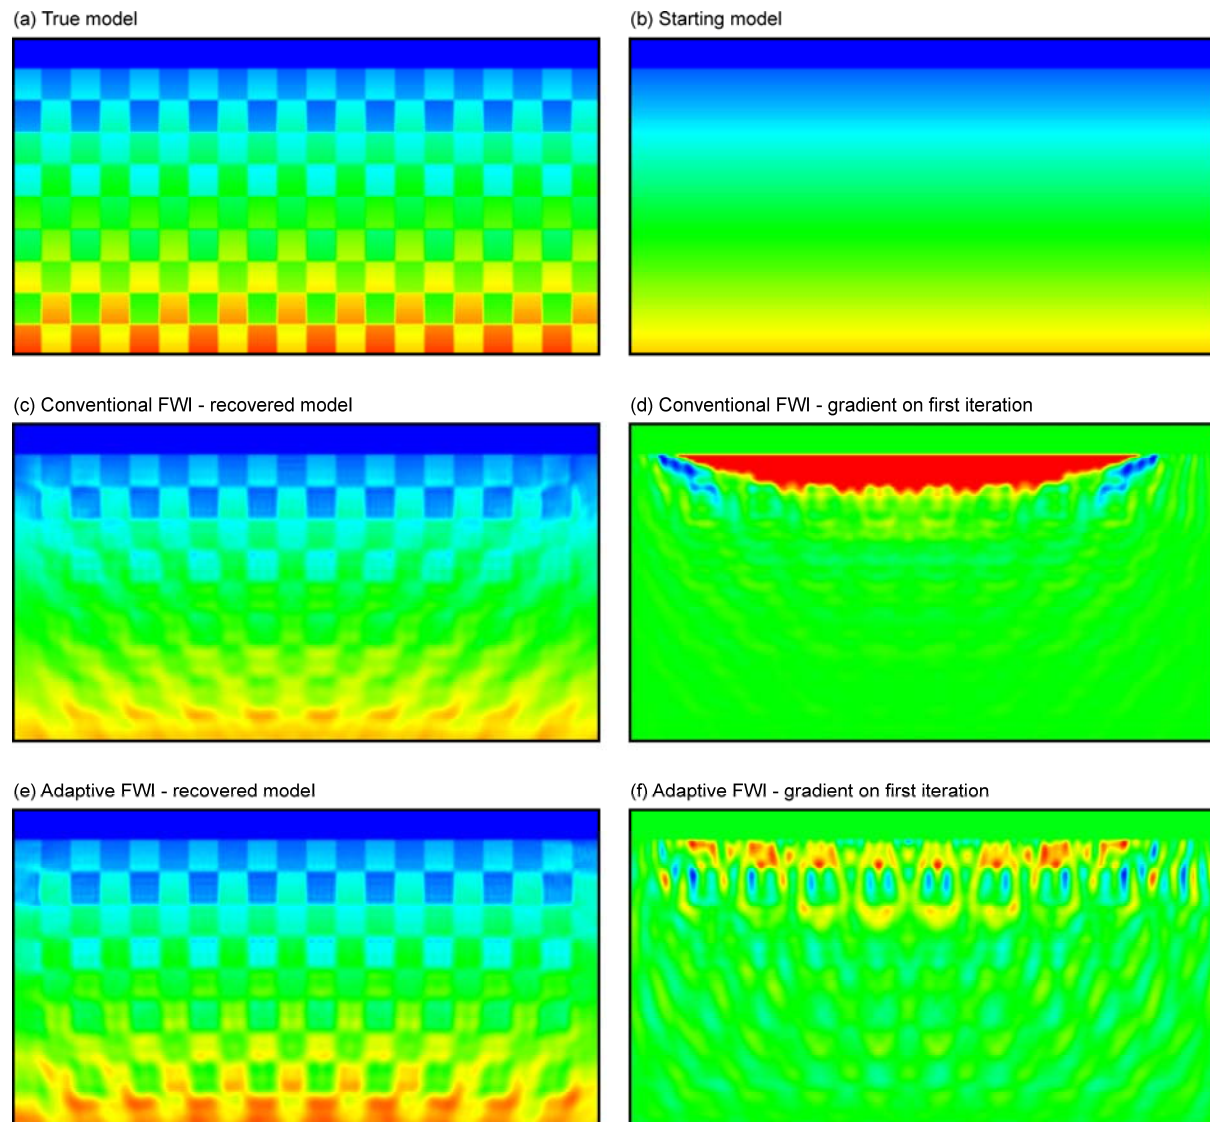 (a) True model
(b) Starting model
(c) Conventional FWI - recovered model
(d) Conventional FWI - gradient on first iteration
(e) Adaptive FWI - recovered model
(f) Adaptive FWI - gradient on first iteration